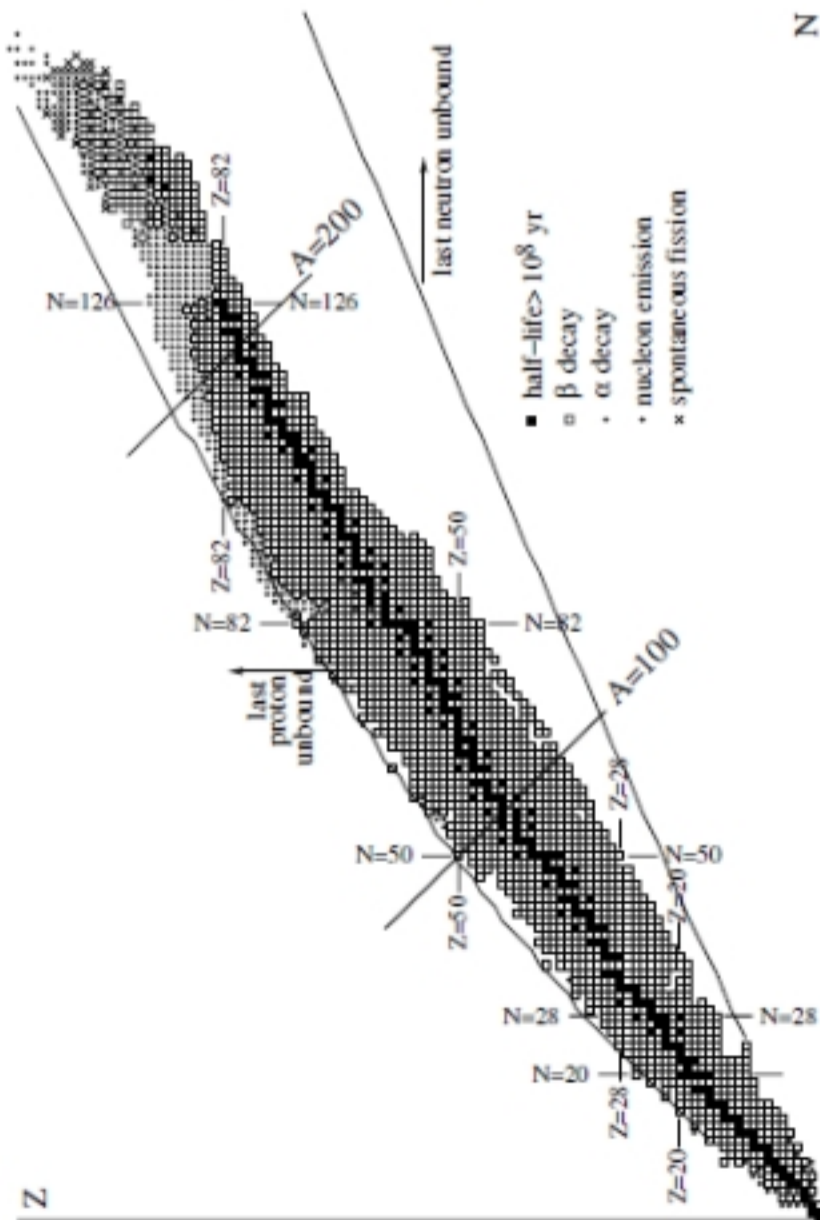 Z
N
Z=82
A=200
N=126
N=126
last neutron unbound
half-life> 10⁸ yr
β decay
α decay
nucleon emission
spontaneous fission
Z=82
N=82
Z=50
N=82
last
proton
unbound
A=100
N=50
Z=50
Z=28
N=50
Z=20
N=28
N=28
N=20
Z=28
Z=20